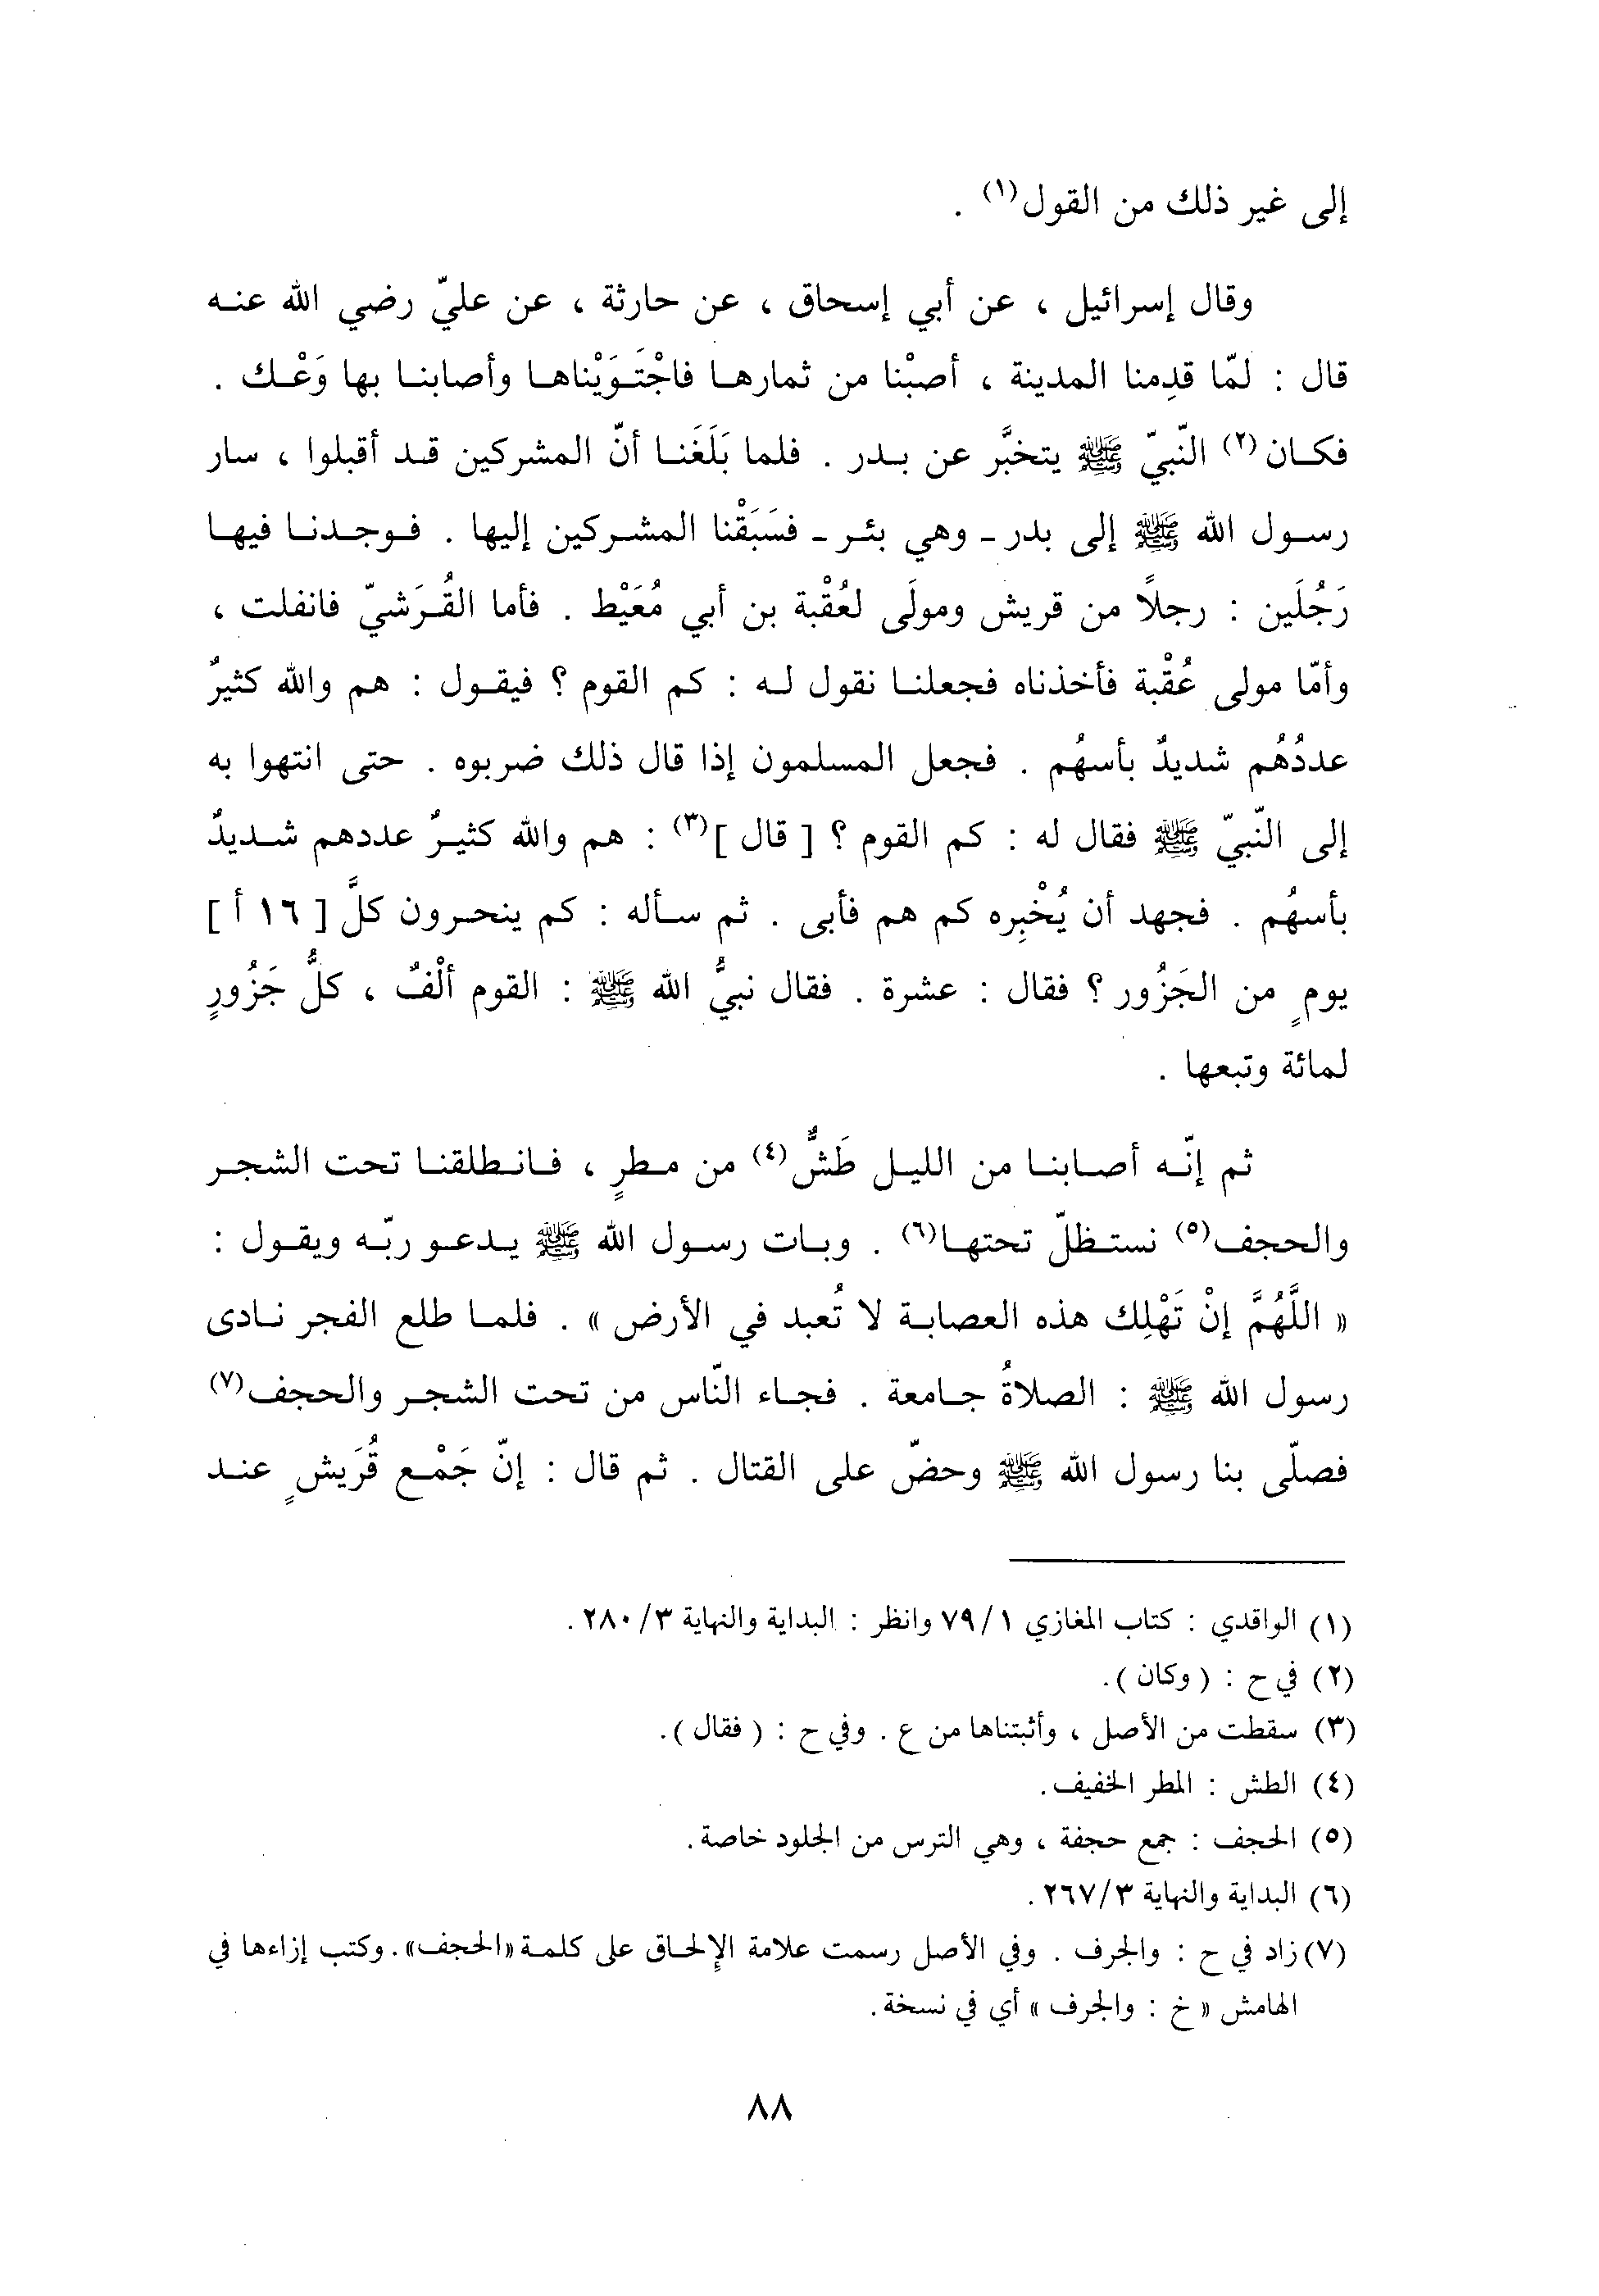 إلى غير ذلك من القول(١) .
وقال إسرائيل ، عن أبي إسحاق ، عن حارثة ، عن عليّ رضي الله عنه
قال : لمّا قدِمنا المدينة ، أصبْنا من ثمارها فاجْتَوَيْناها وأصابنا بها وَعْك .
فكان(٢) النّبيّ ﷺ يتخبَّر عن بدر . فلما بَلَغَنا أنّ المشركين قد أقبلوا ، سار
رسول الله ﷺ إلى بدر ـ وهي بئر ـ فسَبَقْنا المشركين إليها . فوجدنا فيها
رَجُلَين : رجلاً من قريش ومولَى لعُقْبة بن أبي مُعَيْط . فأما القُرَشيّ فانفلت ،
وأمّا مولى عُقْبة فأخذناه فجعلنا نقول له : كم القوم ؟ فيقول : هم والله كثيرٌ
عددُهُم شديدٌ بأسهُم . فجعل المسلمون إذا قال ذلك ضربوه . حتى انتهوا به
إلى النّبيّ ﷺ فقال له : كم القوم ؟ [ قال ](٣) : هم والله كثيرٌ عددهم شديدٌ
بأسهُم . فجهد أن يُخْبِره كم هم فأبى . ثم سأله : كم ينحرون كلَّ [ ١٦ أ ]
يومٍ من الجَزُور ؟ فقال : عشرة . فقال نبيُّ الله ﷺ : القوم ألْفٌ ، كلُّ جَزُورٍ
لمائة وتبعها .
ثم إنّه أصابنا من الليل طَشٌّ(٤) من مطرٍ ، فانطلقنا تحت الشجر
والحجف(٥) نستظلّ تحتها(٦) . وبات رسول الله ﷺ يدعو ربّه ويقول :
« اللَّهُمَّ إنْ تَهْلِك هذه العصابة لا تُعبد في الأرض » . فلما طلع الفجر نادى
رسول الله ﷺ : الصلاةُ جامعة . فجاء النّاس من تحت الشجر والحجف(٧)
فصلّى بنا رسول الله ﷺ وحضّ على القتال . ثم قال : إنّ جَمْع قُرَيشٍ عند
(١) الواقدي : كتاب المغازي ٧٩/١ وانظر : البداية والنهاية ٢٨٠/٣.
(٢) في ح : ( وكان ).
(٣) سقطت من الأصل ، وأثبتناها من ع . وفي ح : ( فقال ).
(٤) الطش : المطر الخفيف.
(٥) الحجف : جمع حجفة ، وهي الترس من الجلود خاصة.
(٦) البداية والنهاية ٢٦٧/٣ .
(٧) زاد في ح : والجرف . وفي الأصل رسمت علامة الإلحاق على كلمة «الحجف». وكتب إزاءها في
الهامش « خ : والجرف » أي في نسخة.
٨٨